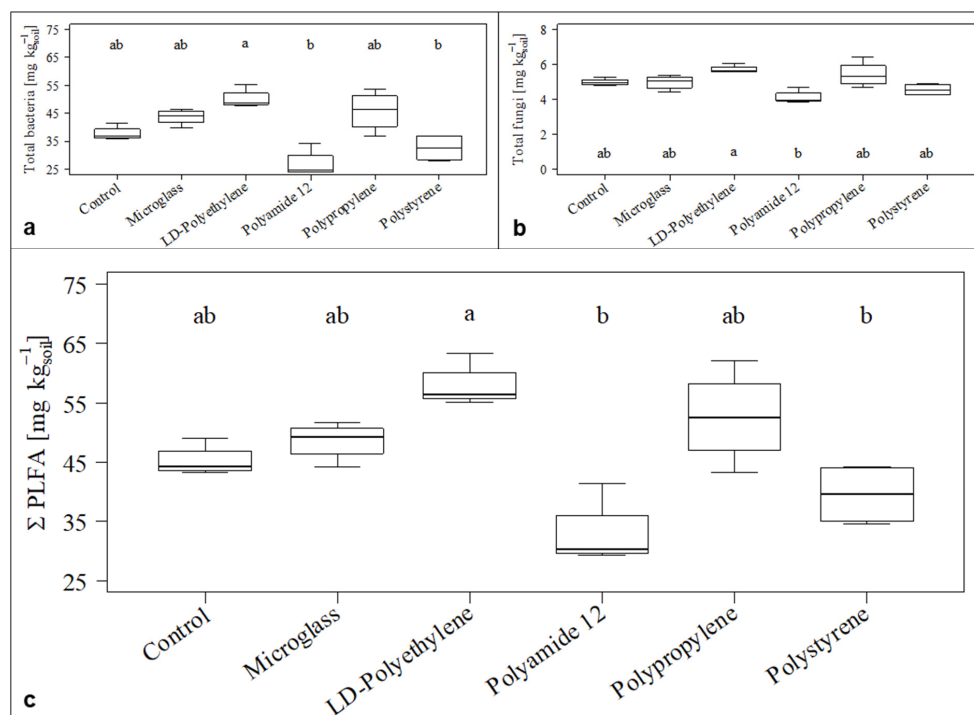 Total bacteria [mg kg⁻¹soil]
75
65
55
45
35
25
ab ab a b ab b
Control Microglass LD-Polyethylene Polyamide 12 Polypropylene Polystyrene
a
Total fungi [mg kg⁻¹soil]
8
6
4
2
0
ab ab a b ab ab
Control Microglass LD-Polyethylene Polyamide 12 Polypropylene Polystyrene
b
Σ PLFA [mg kg⁻¹soil]
75
65
55
45
35
25
ab ab a b ab b
Control Microglass LD-Polyethylene Polyamide 12 Polypropylene Polystyrene
c